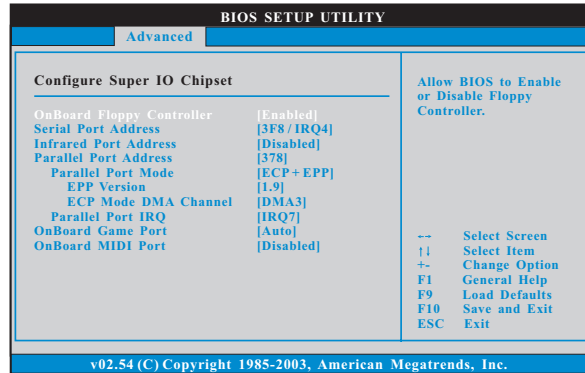 BIOS SETUP UTILITY
Advanced
Configure Super IO Chipset
OnBoard Floppy Controller [Enabled]
Serial Port Address [3F8 / IRQ4]
Infrared Port Address [Disabled]
Parallel Port Address [378]
Parallel Port Mode [ECP + EPP]
EPP Version [1.9]
ECP Mode DMA Channel [DMA3]
Parallel Port IRQ [IRQ7]
OnBoard Game Port [Auto]
OnBoard MIDI Port [Disabled]
Allow BIOS to Enable
or Disable Floppy
Controller.
←→ Select Screen
↑↓ Select Item
+- Change Option
F1 General Help
F9 Load Defaults
F10 Save and Exit
ESC Exit
v02.54 (C) Copyright 1985-2003, American Megatrends, Inc.